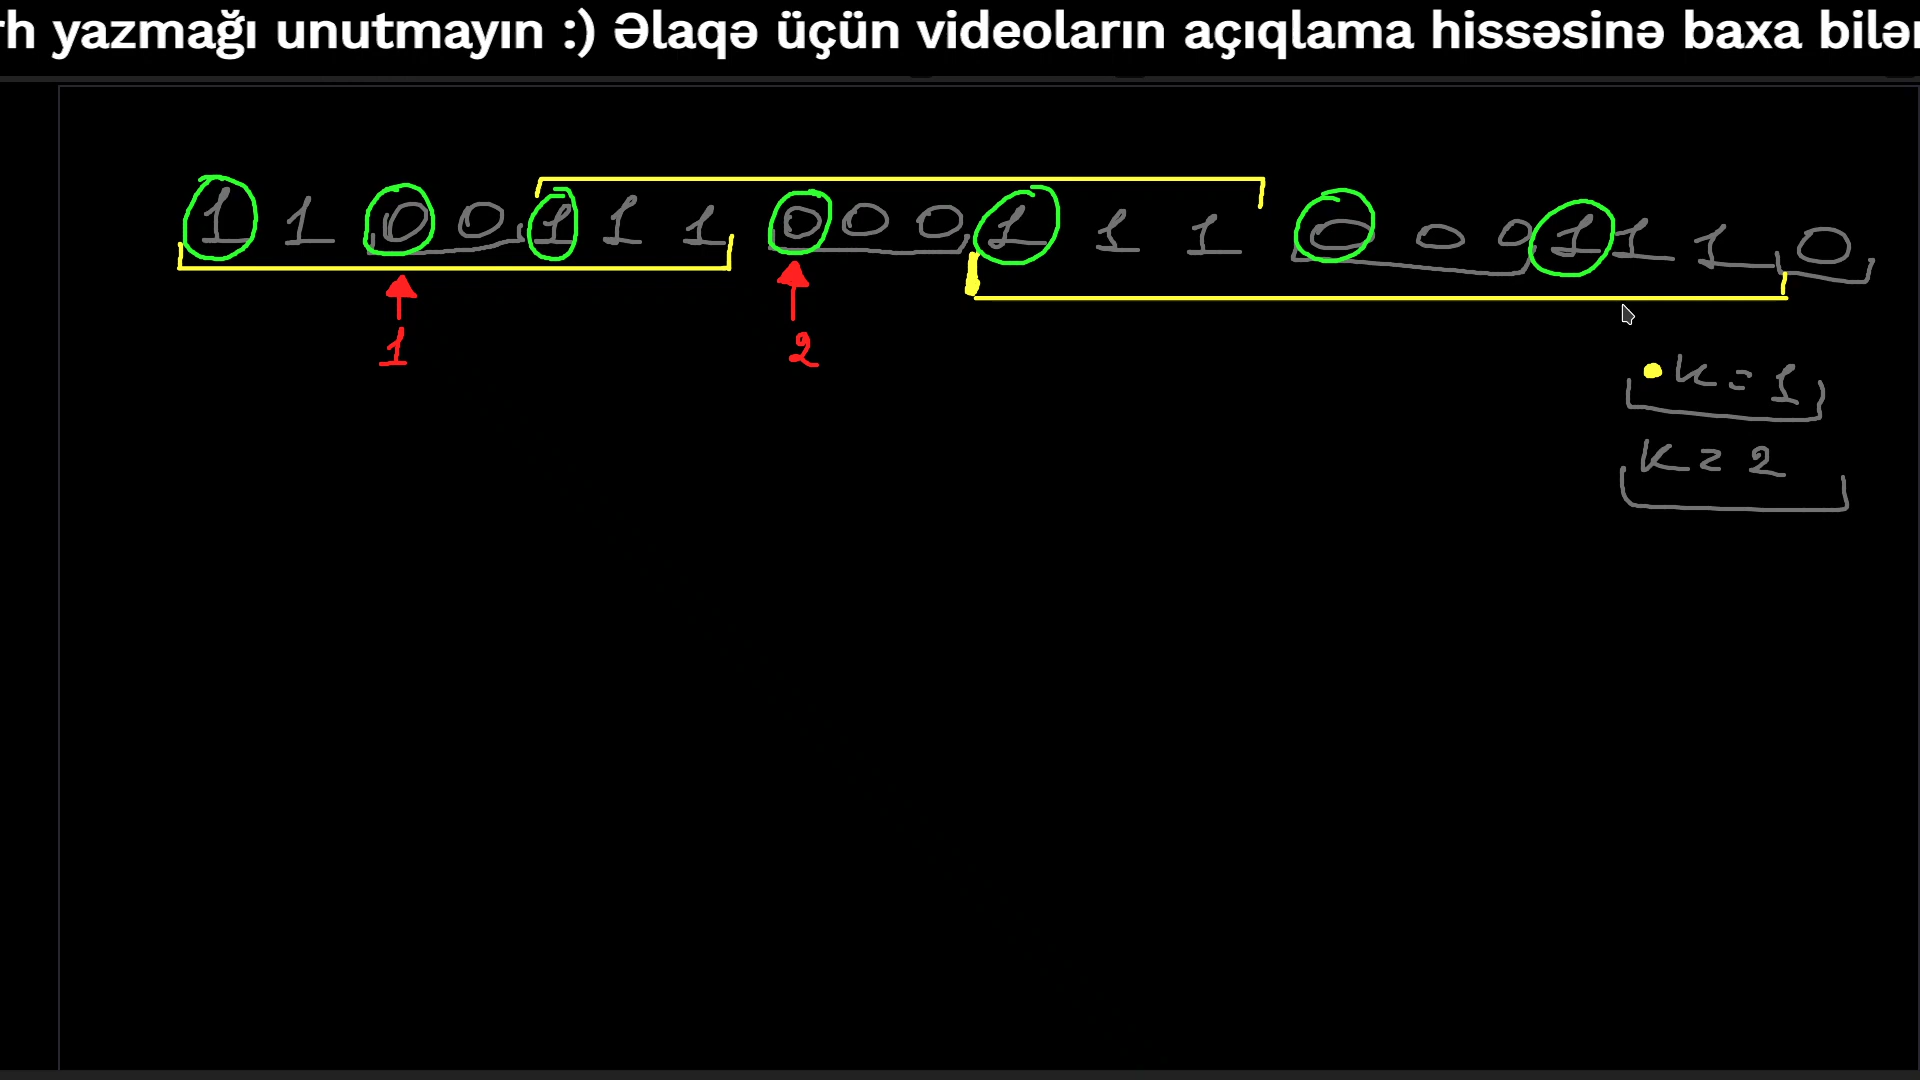 rh yazmağı unutmayın :) Əlaqə üçün videoların açıqlama hissəsinə baxa bilər
1 1 0 0 1 1 1 0 0 0 1 1 1 0 0 0 1 1 1 0
1 2
k = 1
k = 2